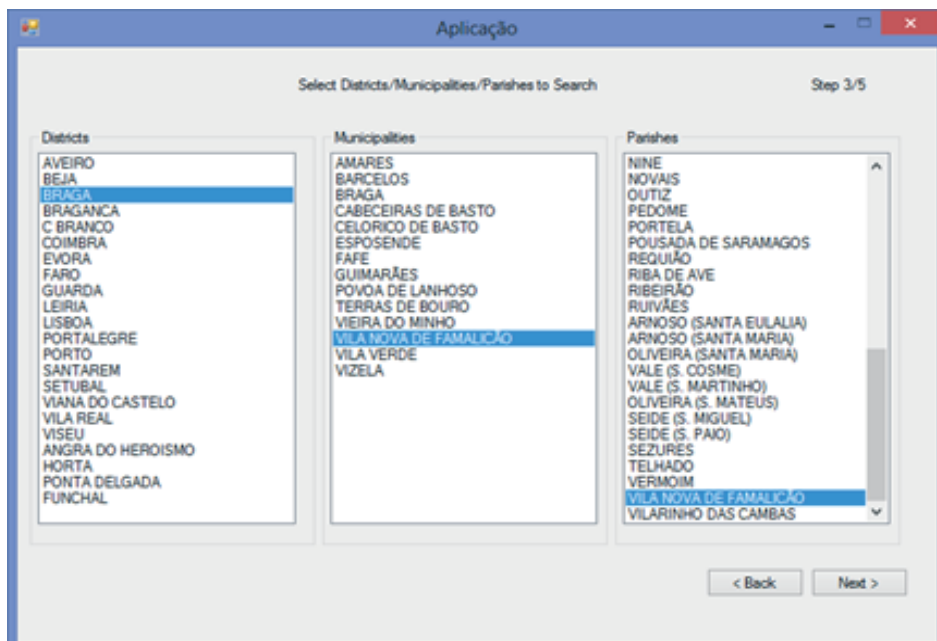 Aplicação
Select Districts/Municipalities/Parishes to Search
Step 3/5
Districts
AVEIRO
BEJA
BRAGA
BRAGANCA
C BRANCO
COIMBRA
EVORA
FARO
GUARDA
LEIRIA
LISBOA
PORTALEGRE
PORTO
SANTAREM
SETUBAL
VIANA DO CASTELO
VILA REAL
VISEU
ANGRA DO HEROISMO
HORTA
PONTA DELGADA
FUNCHAL
Municipalities
AMARES
BARCELOS
BRAGA
CABECEIRAS DE BASTO
CELORICO DE BASTO
ESPOSENDE
FAFE
GUIMARÃES
POVOA DE LANHOSO
TERRAS DE BOURO
VIEIRA DO MINHO
VILA NOVA DE FAMALICÃO
VILA VERDE
VIZELA
Parishes
NINE
NOVAIS
OUTIZ
PEDOME
PORTELA
POUSADA DE SARAMAGOS
REQUIÃO
RIBA DE AVE
RIBEIRÃO
RUIVÃES
ARNOSO (SANTA EULALIA)
ARNOSO (SANTA MARIA)
OLIVEIRA (SANTA MARIA)
VALE (S. COSME)
VALE (S. MARTINHO)
OLIVEIRA (S. MATEUS)
SEIDE (S. MIGUEL)
SEIDE (S. PAIO)
SEZURES
TELHADO
VERMOIM
VILA NOVA DE FAMALICÃO
VILARINHO DAS CAMBAS
< Back
Next >